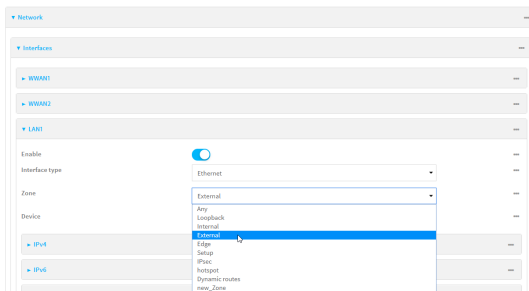 Network
Interfaces
WWAN1
WWAN2
LAN1
Enable
Interface type
Ethernet
Zone
External
Any
Device
Loopback
Internal
External
Edge
IPv4
Setup
IPsec
IPv6
hotspot
Dynamic routes
new_Zone